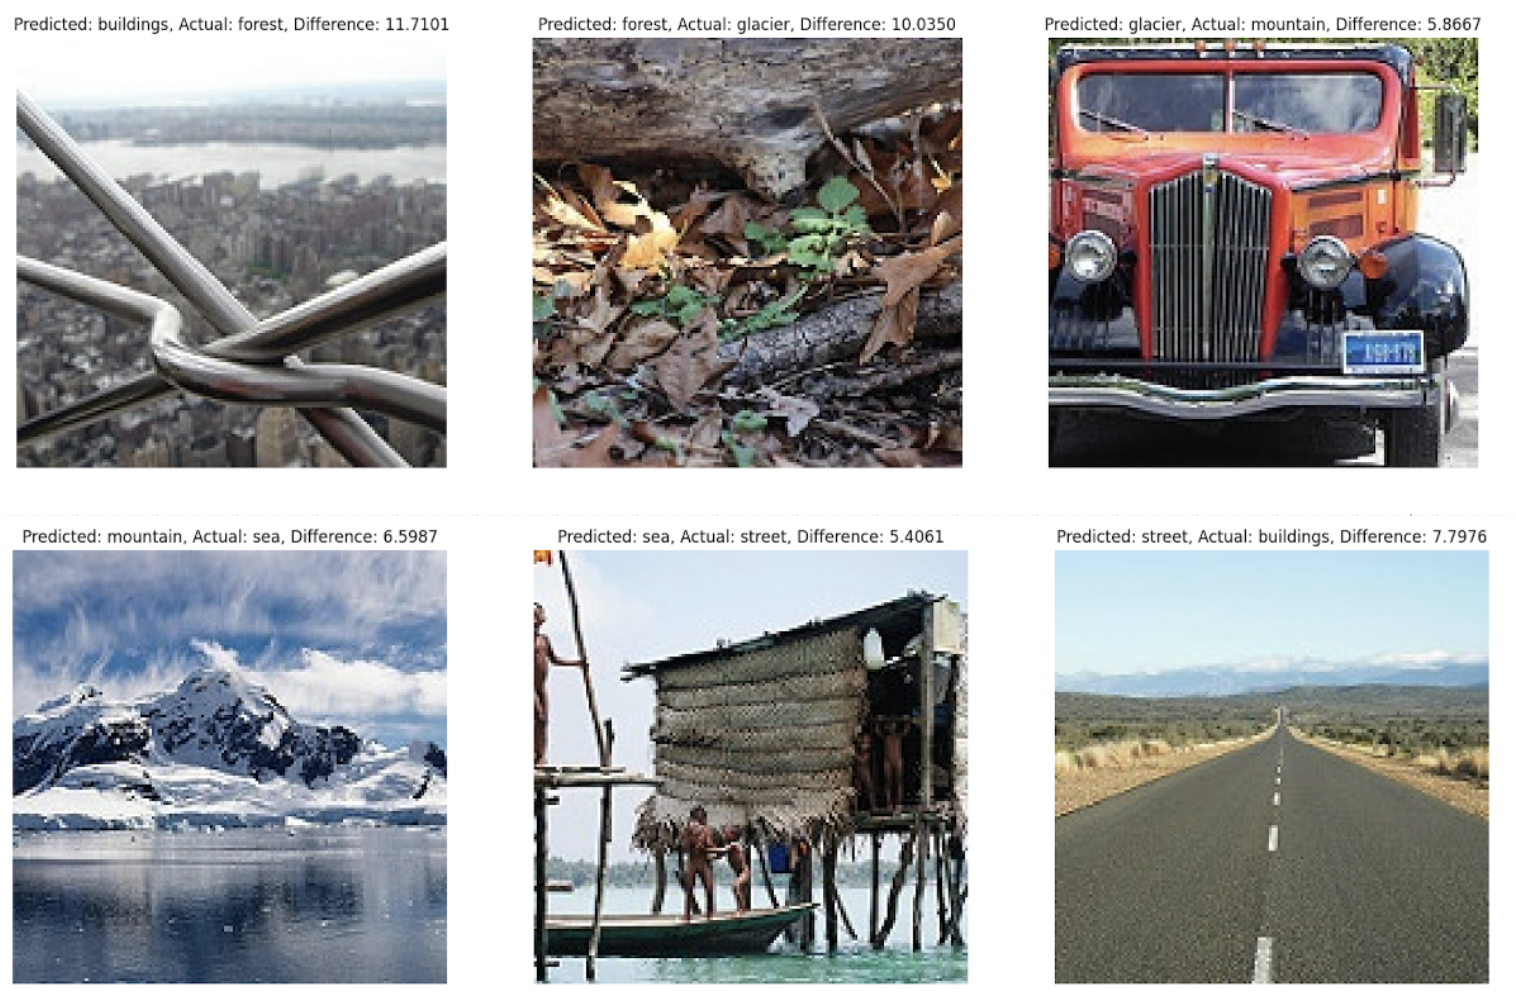 Predicted: buildings, Actual: forest, Difference: 11.7101
Predicted: forest, Actual: glacier, Difference: 10.0350
Predicted: glacier, Actual: mountain, Difference: 5.8667
Predicted: mountain, Actual: sea, Difference: 6.5987
Predicted: sea, Actual: street, Difference: 5.4061
Predicted: street, Actual: buildings, Difference: 7.7976